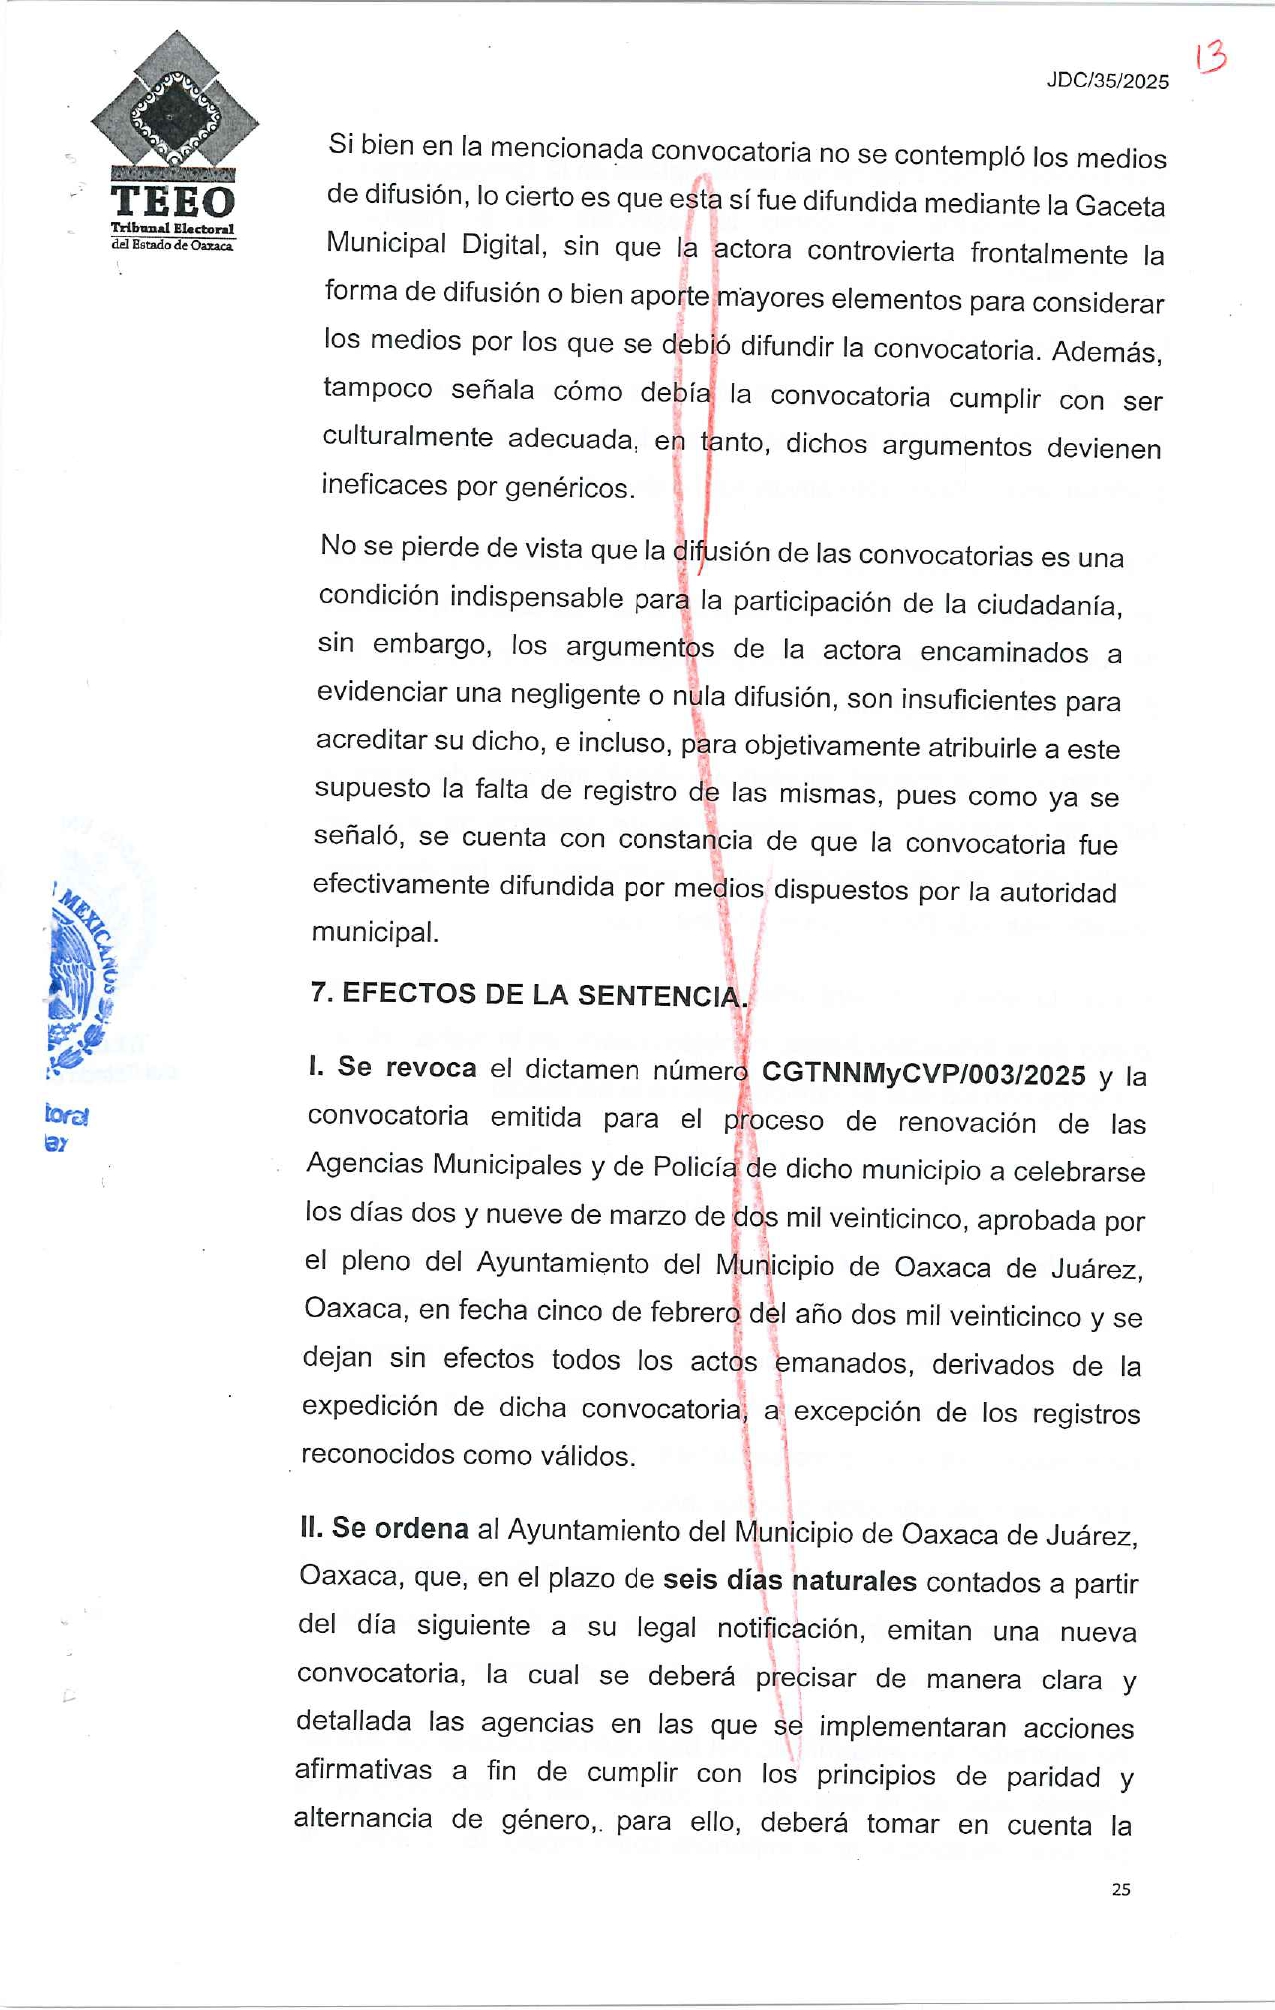 13
JDC/35/2025
TEEO
Tribunal Electoral
del Estado de Oaxaca
Si bien en la mencionada convocatoria no se contempló los medios
de difusión, lo cierto es que esta sí fue difundida mediante la Gaceta
Municipal Digital, sin que la actora controvierta frontalmente la
forma de difusión o bien aporte mayores elementos para considerar
los medios por los que se debió difundir la convocatoria. Además,
tampoco señala cómo debía la convocatoria cumplir con ser
culturalmente adecuada, en tanto, dichos argumentos devienen
ineficaces por genéricos.
No se pierde de vista que la difusión de las convocatorias es una
condición indispensable para la participación de la ciudadanía,
sin embargo, los argumentos de la actora encaminados a
evidenciar una negligente o nula difusión, son insuficientes para
acreditar su dicho, e incluso, para objetivamente atribuirle a este
supuesto la falta de registro de las mismas, pues como ya se
señaló, se cuenta con constancia de que la convocatoria fue
efectivamente difundida por medios dispuestos por la autoridad
municipal.
MEXICANOS
toral
7. EFECTOS DE LA SENTENCIA.
I. Se revoca el dictamen número CGTNNMyCVP/003/2025 y la
convocatoria emitida para el proceso de renovación de las
Agencias Municipales y de Policía de dicho municipio a celebrarse
los días dos y nueve de marzo de dos mil veinticinco, aprobada por
el pleno del Ayuntamiento del Municipio de Oaxaca de Juárez,
Oaxaca, en fecha cinco de febrero del año dos mil veinticinco y se
dejan sin efectos todos los actos emanados, derivados de la
expedición de dicha convocatoria, a excepción de los registros
reconocidos como válidos.
II. Se ordena al Ayuntamiento del Municipio de Oaxaca de Juárez,
Oaxaca, que, en el plazo de seis días naturales contados a partir
del día siguiente a su legal notificación, emitan una nueva
convocatoria, la cual se deberá precisar de manera clara y
detallada las agencias en las que se implementaran acciones
afirmativas a fin de cumplir con los principios de paridad y
alternancia de género,. para ello, deberá tomar en cuenta la
25